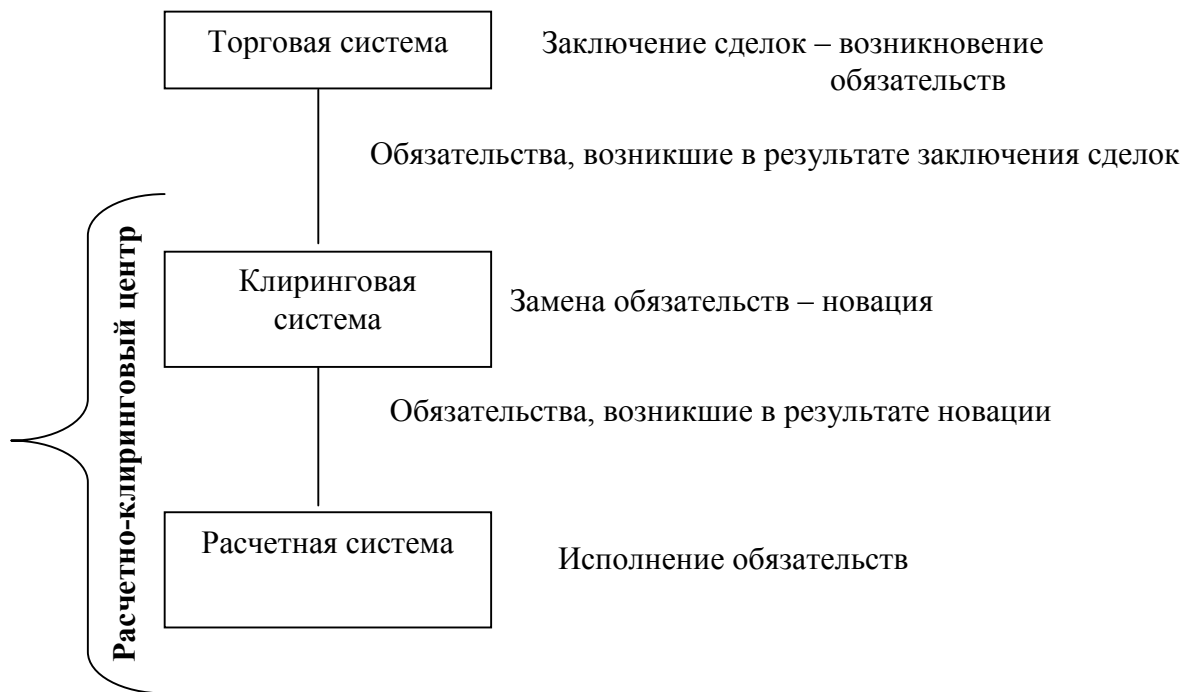 Торговая система
Заключение сделок – возникновение
обязательств
Обязательства, возникшие в результате заключения сделок
Расчетно-клиринговый центр
Клиринговая
система
Замена обязательств – новация
Обязательства, возникшие в результате новации
Расчетная система
Исполнение обязательств